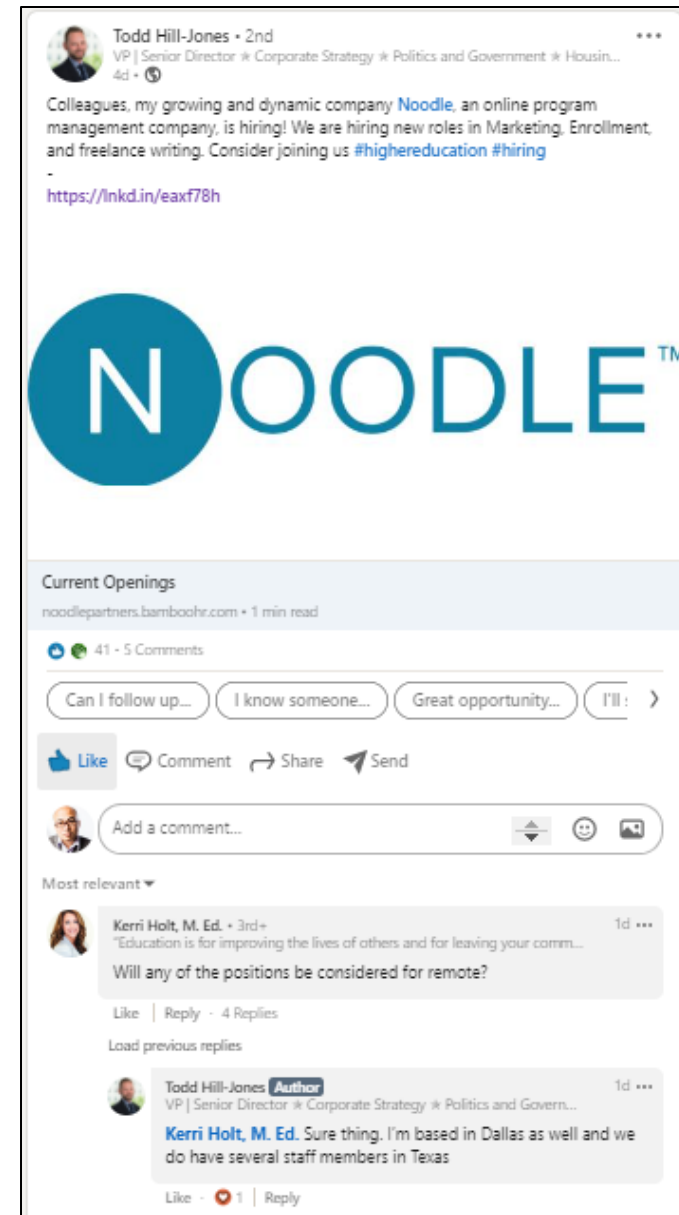 Todd Hill-Jones • 2nd
VP | Senior Director ★ Corporate Strategy ★ Politics and Government ★ Housin...
4d •
Colleagues, my growing and dynamic company Noodle, an online program
management company, is hiring! We are hiring new roles in Marketing, Enrollment,
and freelance writing. Consider joining us #highereducation #hiring
-
https://lnkd.in/eaxf78h
NOODLE™
Current Openings
noodlepartners.bamboohr.com • 1 min read
41 - 5 Comments
Can I follow up... I know someone... Great opportunity... I'll
Like Comment Share Send
Add a comment...
Most relevant
Kerri Holt, M. Ed. • 3rd+ 1d
"Education is for improving the lives of others and for leaving your comm...
Will any of the positions be considered for remote?
Like | Reply · 4 Replies
Load previous replies
Todd Hill-Jones Author 1d
VP | Senior Director ★ Corporate Strategy ★ Politics and Govern...
Kerri Holt, M. Ed. Sure thing. I'm based in Dallas as well and we
do have several staff members in Texas
Like · 1 | Reply